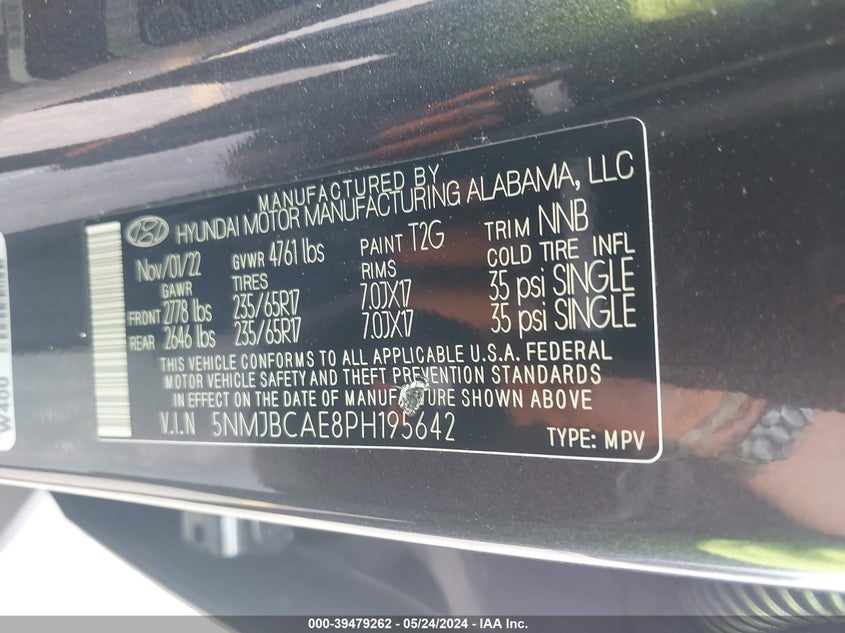 MANUFACTURED BY
HYUNDAI MOTOR MANUFACTURING ALABAMA, LLC
Nov/01/22 GVWR 4761 lbs PAINT T2G TRIM NNB
GAWR TIRES RIMS COLD TIRE INFL
FRONT 2778 lbs 235/65R17 7.0JX17 35 psi SINGLE
REAR 2646 lbs 235/65R17 7.0JX17 35 psi SINGLE
THIS VEHICLE CONFORMS TO ALL APPLICABLE U.S.A. FEDERAL
MOTOR VEHICLE SAFETY AND THEFT PREVENTION STANDARDS
IN EFFECT ON THE DATE OF MANUFACTURE SHOWN ABOVE
V.I.N 5NMJBCAE8PH195642 TYPE: MPV
W400
000-39479262 - 05/24/2024 - IAA Inc.